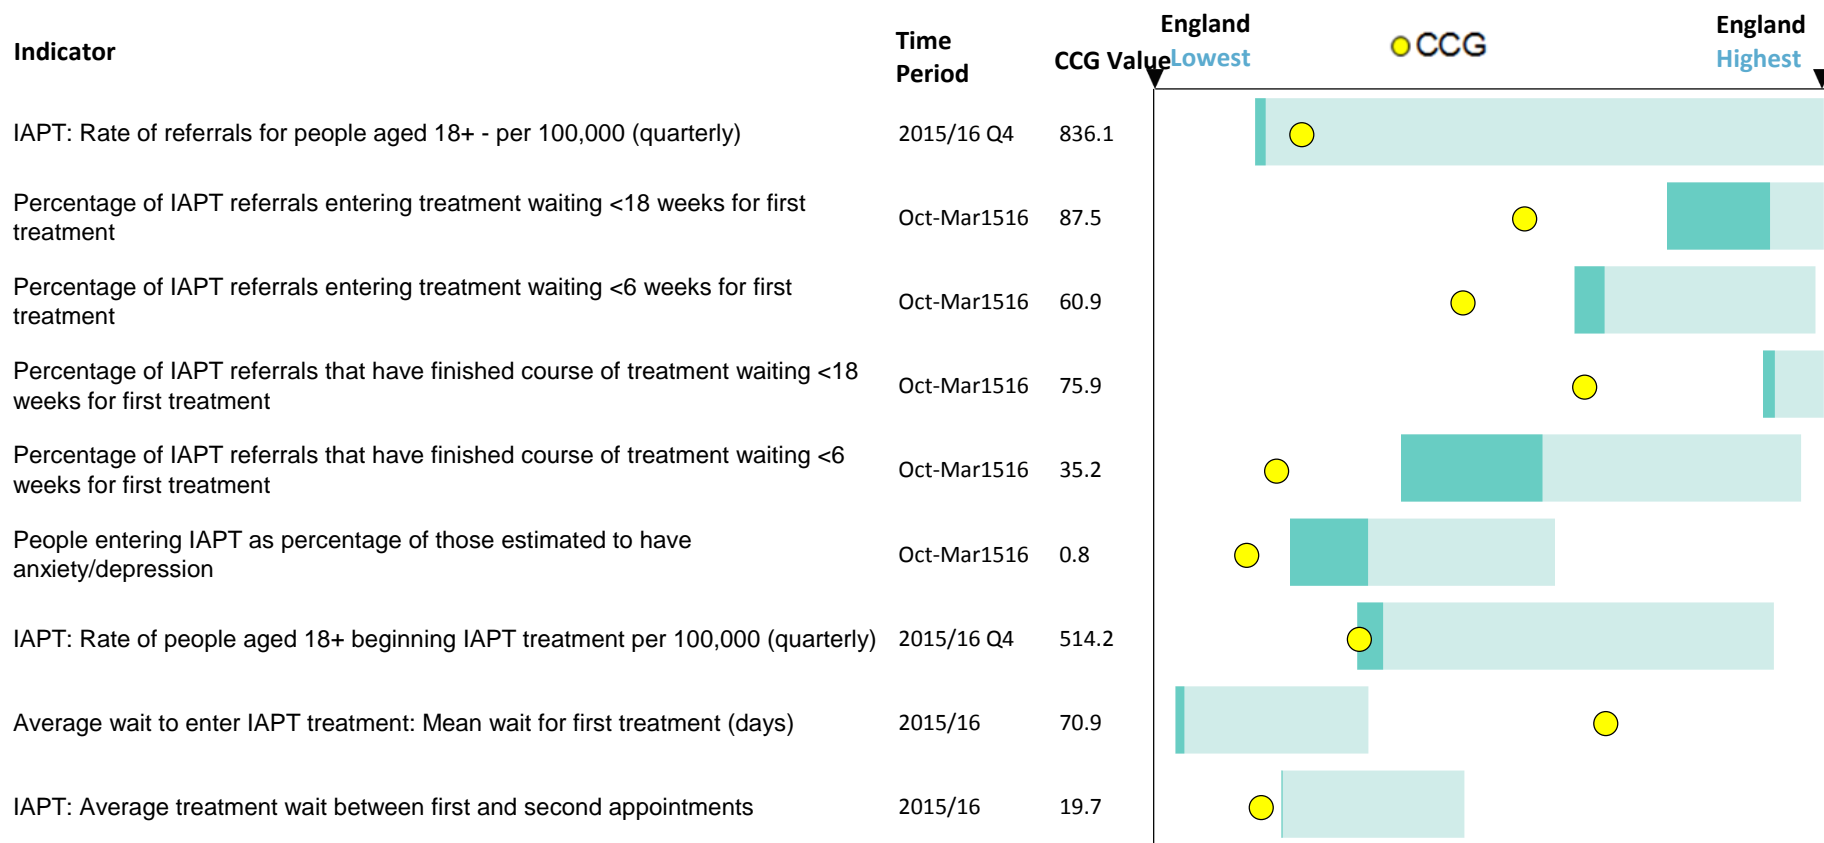 Indicator
Time
Period
CCG Value
England
Lowest
CCG
England
Highest
IAPT: Rate of referrals for people aged 18+ - per 100,000 (quarterly) 2015/16 Q4 836.1
Percentage of IAPT referrals entering treatment waiting <18 weeks for first
treatment
Oct-Mar1516 87.5
Percentage of IAPT referrals entering treatment waiting <6 weeks for first
treatment
Oct-Mar1516 60.9
Percentage of IAPT referrals that have finished course of treatment waiting <18
weeks for first treatment
Oct-Mar1516 75.9
Percentage of IAPT referrals that have finished course of treatment waiting <6
weeks for first treatment
Oct-Mar1516 35.2
People entering IAPT as percentage of those estimated to have
anxiety/depression
Oct-Mar1516 0.8
IAPT: Rate of people aged 18+ beginning IAPT treatment per 100,000 (quarterly) 2015/16 Q4 514.2
Average wait to enter IAPT treatment: Mean wait for first treatment (days) 2015/16 70.9
IAPT: Average treatment wait between first and second appointments 2015/16 19.7